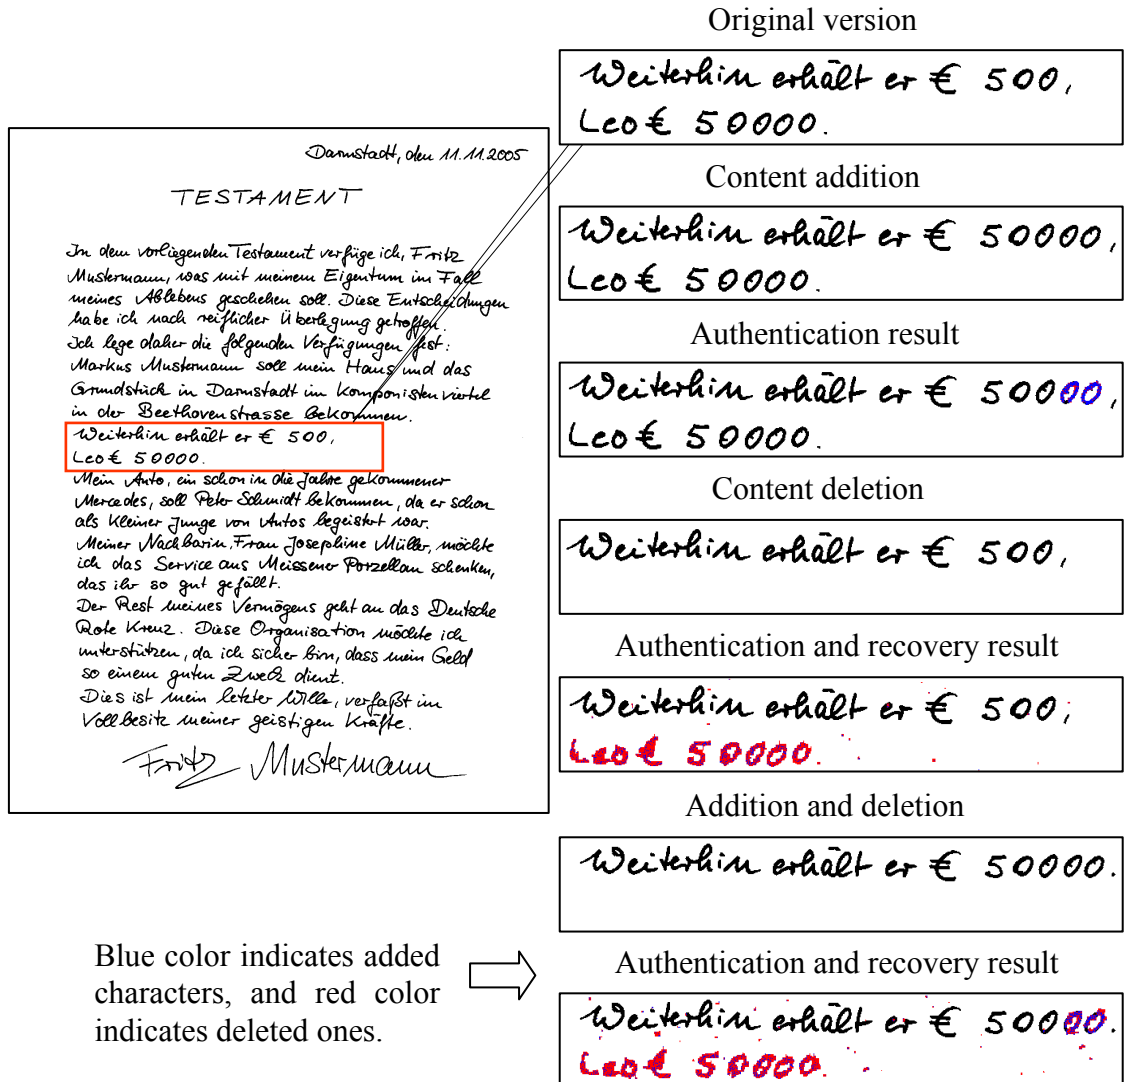 Original version
Weiterhin erhält er € 500,
Leo € 50000.
Darmstadt, den 11.11.2005
TESTAMENT
In dem vorliegenden Testament verfüge ich, Fritz
Mustermann, was mit meinem Eigentum im Fall
meines Ablebens geschehen soll. Diese Entscheidungen
habe ich nach reiflicher Überlegung getroffen.
Ich lege daher die folgenden Verfügungen fest:
Markus Mustermann soll mein Haus und das
Grundstück in Darmstadt im Komponistenviertel
in der Beethovenstrasse bekommen.
Weiterhin erhält er € 500,
Leo € 50000.
Mein Auto, ein schon in die Jahre gekommener
Mercedes, soll Peter Schmidt bekommen, da er schon
als kleiner Junge von Autos begeistert war.
Meiner Nachbarin, Frau Josephine Müller, möchte
ich das Service aus Meissener Porzellan schenken,
das ihr so gut gefällt.
Der Rest meines Vermögens geht an das Deutsche
Rote Kreuz. Diese Organisation möchte ich
unterstützen, da ich sicher bin, dass mein Geld
so einem guten Zweck dient.
Dies ist mein letzter Wille, verfaßt im
Vollbesitz meiner geistigen Kräfte.
Fritz Mustermann
Content addition
Weiterhin erhält er € 50000,
Leo € 50000.
Authentication result
Weiterhin erhält er € 50000,
Leo € 50000.
Content deletion
Weiterhin erhält er € 500,
Authentication and recovery result
Weiterhin erhält er € 500,
Leo € 50000.
Addition and deletion
Weiterhin erhält er € 50000.
Authentication and recovery result
Weiterhin erhält er € 50000.
Leo € 50000.
Blue color indicates added
characters, and red color
indicates deleted ones.